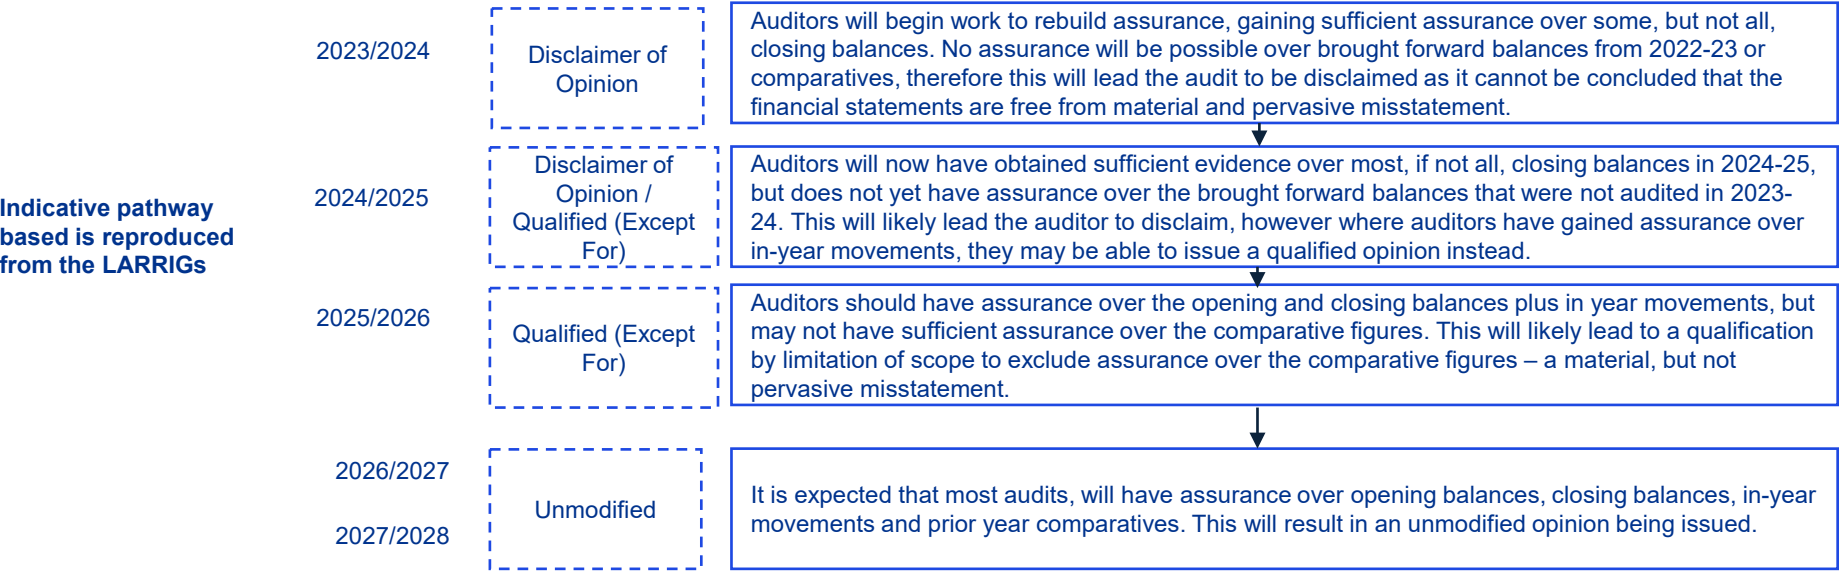 2023/2024
Disclaimer of
Opinion
Auditors will begin work to rebuild assurance, gaining sufficient assurance over some, but not all,
closing balances. No assurance will be possible over brought forward balances from 2022-23 or
comparatives, therefore this will lead the audit to be disclaimed as it cannot be concluded that the
financial statements are free from material and pervasive misstatement.
Indicative pathway
based is reproduced
from the LARRIGs
2024/2025
Disclaimer of
Opinion /
Qualified (Except
For)
Auditors will now have obtained sufficient evidence over most, if not all, closing balances in 2024-25,
but does not yet have assurance over the brought forward balances that were not audited in 2023-
24. This will likely lead the auditor to disclaim, however where auditors have gained assurance over
in-year movements, they may be able to issue a qualified opinion instead.
2025/2026
Qualified (Except
For)
Auditors should have assurance over the opening and closing balances plus in year movements, but
may not have sufficient assurance over the comparative figures. This will likely lead to a qualification
by limitation of scope to exclude assurance over the comparative figures – a material, but not
pervasive misstatement.
2026/2027
2027/2028
Unmodified
It is expected that most audits, will have assurance over opening balances, closing balances, in-year
movements and prior year comparatives. This will result in an unmodified opinion being issued.